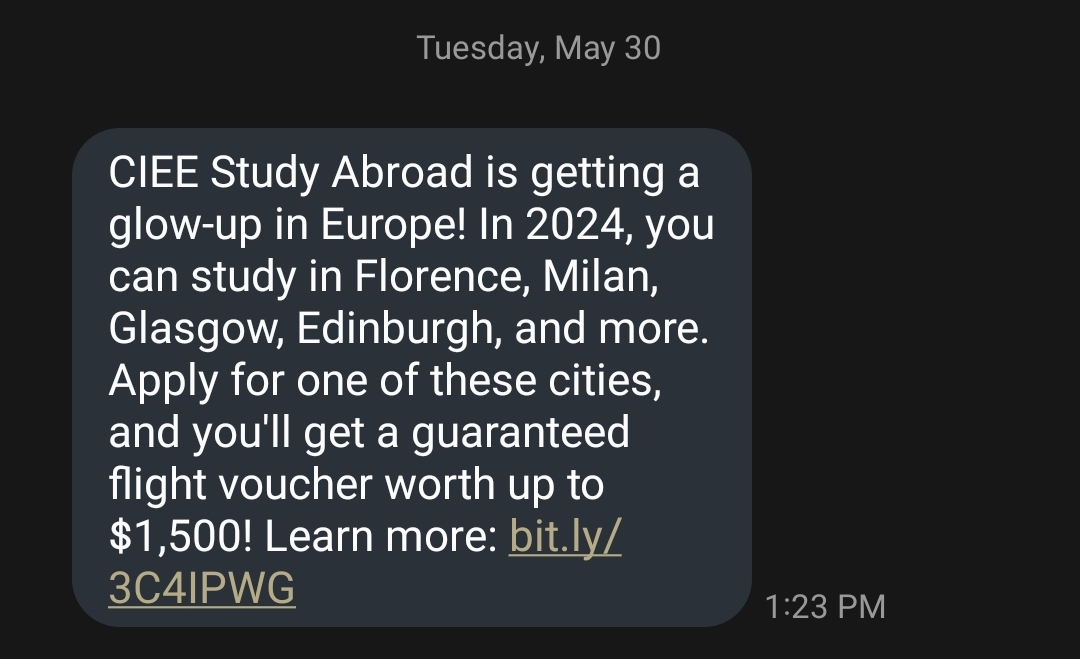 Tuesday, May 30
CIEE Study Abroad is getting a
glow-up in Europe! In 2024, you
can study in Florence, Milan,
Glasgow, Edinburgh, and more.
Apply for one of these cities,
and you'll get a guaranteed
flight voucher worth up to
$1,500! Learn more: bit.ly/
3C4IPWG
1:23 PM